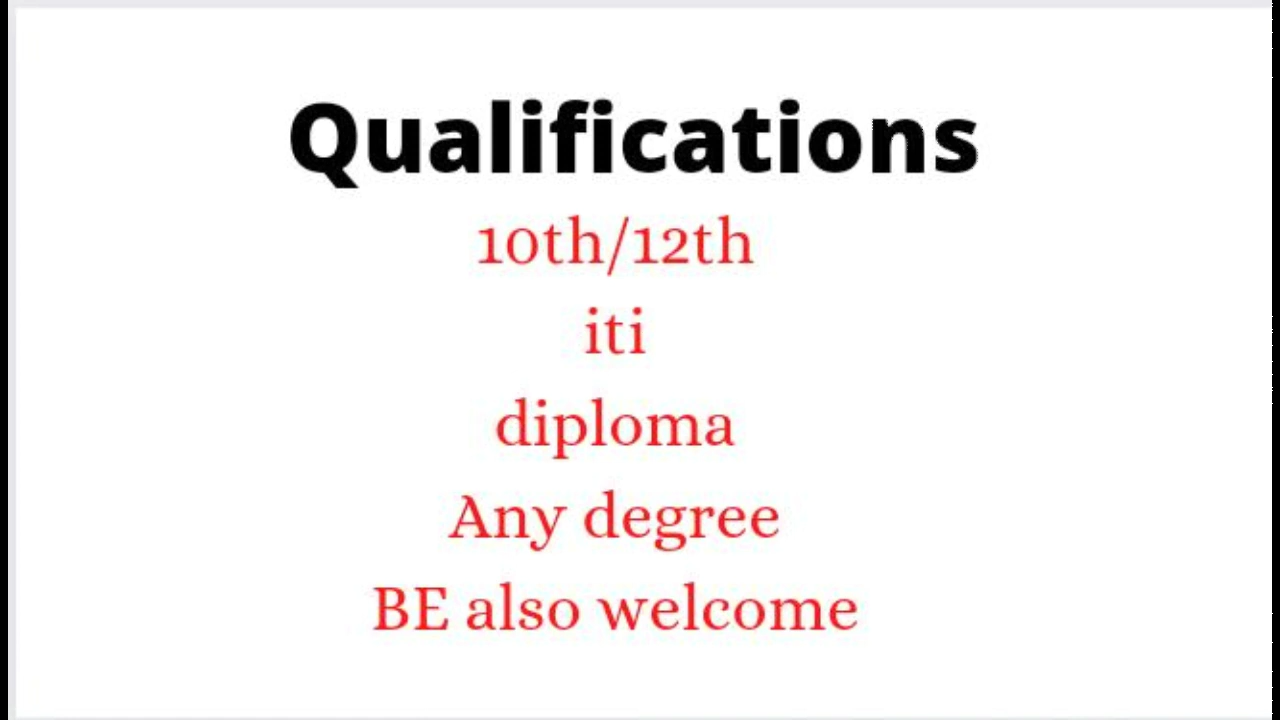 Qualifications
10th/12th
iti
diploma
Any degree
BE also welcome